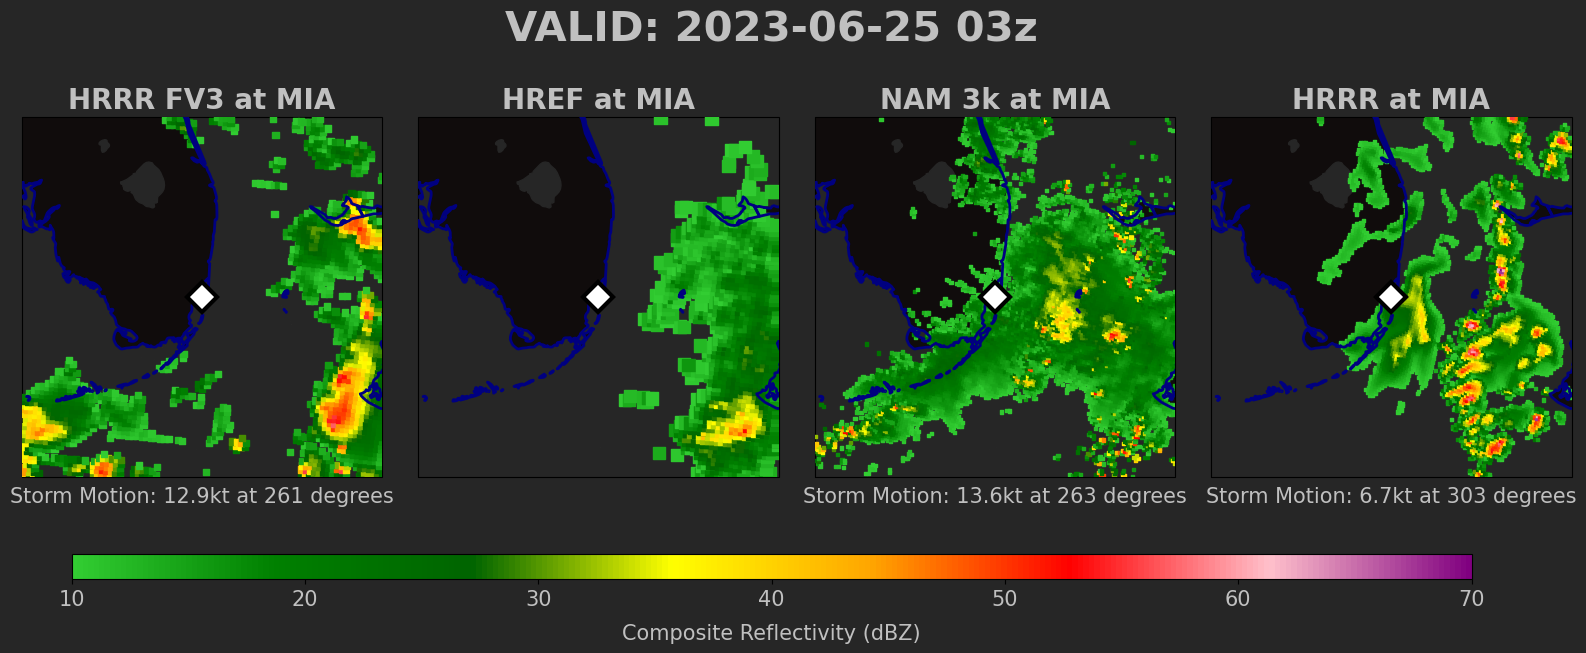 VALID: 2023-06-25 03z
HRRR FV3 at MIA
HREF at MIA
NAM 3k at MIA
HRRR at MIA
Storm Motion: 12.9kt at 261 degrees
Storm Motion: 13.6kt at 263 degrees
Storm Motion: 6.7kt at 303 degrees
10 20 30 40 50 60 70
Composite Reflectivity (dBZ)